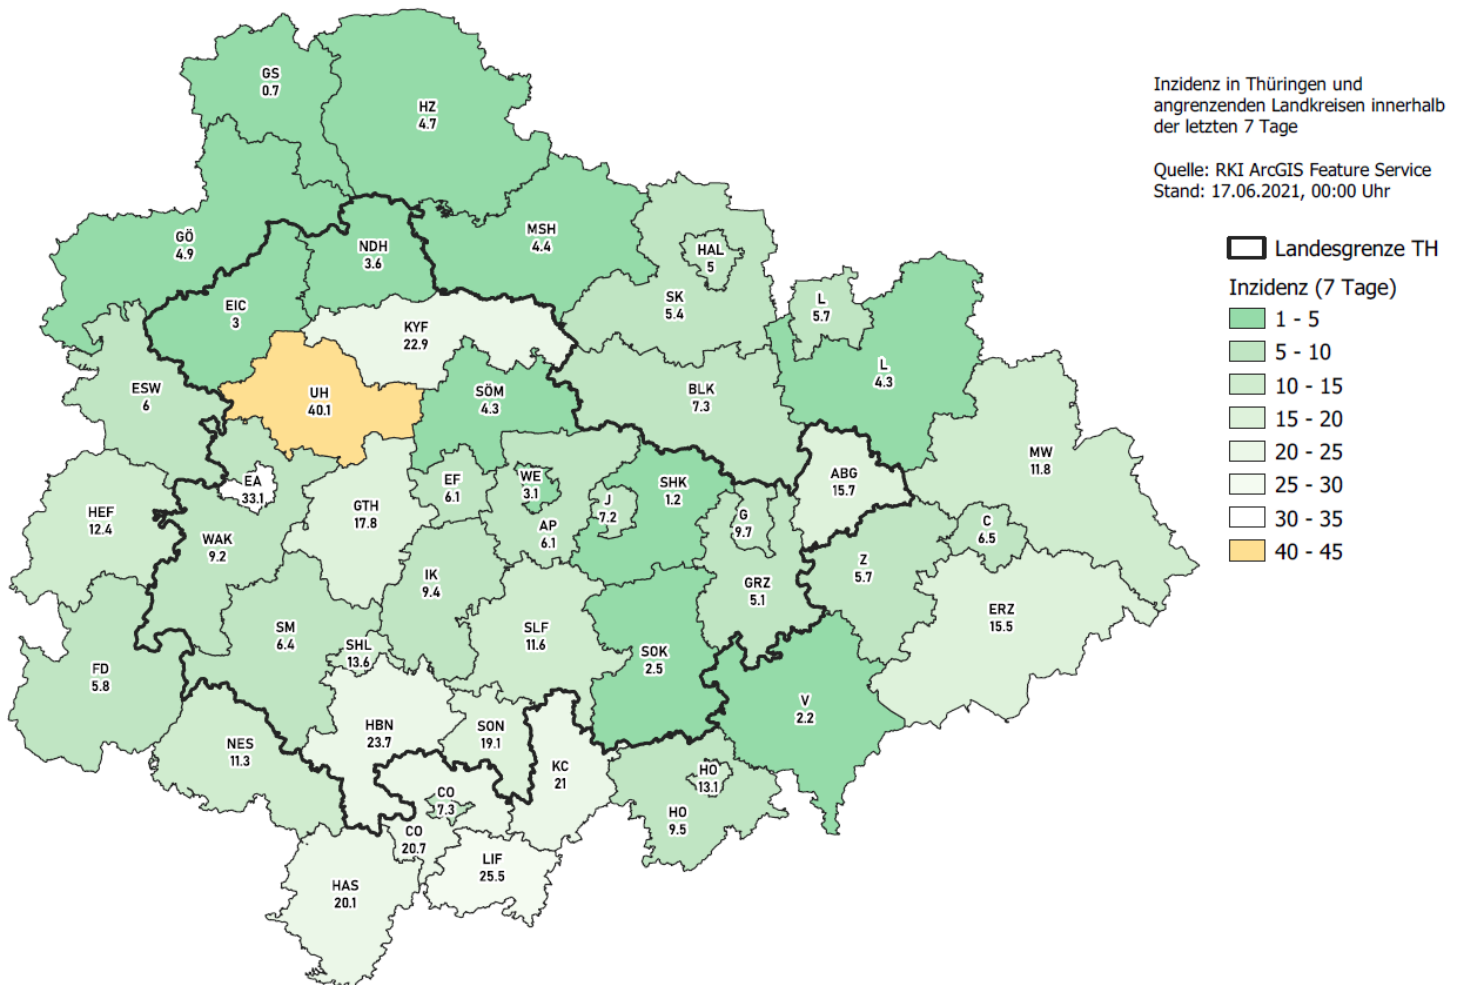 Inzidenz in Thüringen und
angrenzenden Landkreisen innerhalb
der letzten 7 Tage
Quelle: RKI ArcGIS Feature Service
Stand: 17.06.2021, 00:00 Uhr
Landesgrenze TH
Inzidenz (7 Tage)
1 - 5
5 - 10
10 - 15
15 - 20
20 - 25
25 - 30
30 - 35
40 - 45
GS
0.7
HZ
4.7
GÖ
4.9
NDH
3.6
MSH
4.4
HAL
5
EIC
3
KYF
22.9
SK
5.4
L
5.7
L
4.3
ESW
6
UH
40.1
SÖM
4.3
BLK
7.3
MW
11.8
EA
33.1
EF
6.1
WE
3.1
SHK
1.2
ABG
15.7
HEF
12.4
GTH
17.8
J
7.2
G
9.7
WAK
9.2
AP
6.1
C
6.5
Z
5.7
IK
9.4
GRZ
5.1
ERZ
15.5
SM
6.4
SHL
13.6
SLF
11.6
SOK
2.5
FD
5.8
V
2.2
NES
11.3
HBN
23.7
SON
19.1
KC
21
HO
13.1
CO
7.3
HO
9.5
CO
20.7
LIF
25.5
HAS
20.1